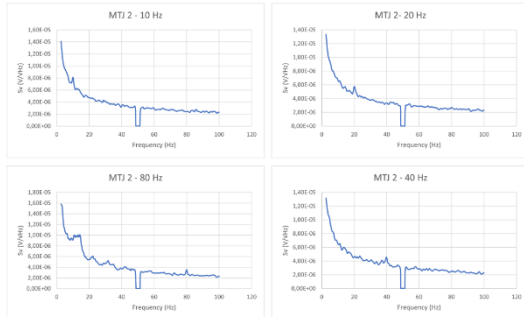 MTJ 2 - 10 Hz
1,60E-05
1,40E-05
1,20E-05
1,00E-05
8,00E-06
6,00E-06
4,00E-06
2,00E-06
0,00E+00
Sv (V/√Hz)
0 20 40 60 80 100 120
Frequency (Hz)
MTJ 2- 20 Hz
1,40E-05
1,20E-05
1,00E-05
8,00E-06
6,00E-06
4,00E-06
2,00E-06
0,00E+00
Sv (V/√Hz)
0 20 40 60 80 100 120
Frequency (Hz)
MTJ 2 - 80 Hz
1,80E-05
1,60E-05
1,40E-05
1,20E-05
1,00E-05
8,00E-06
6,00E-06
4,00E-06
2,00E-06
0,00E+00
Sv (V/√Hz)
0 20 40 60 80 100 120
Frequency (Hz)
MTJ 2 - 40 Hz
1,40E-05
1,20E-05
1,00E-05
8,00E-06
6,00E-06
4,00E-06
2,00E-06
0,00E+00
Sv (V/√Hz)
0 20 40 60 80 100 120
Frequency (Hz)